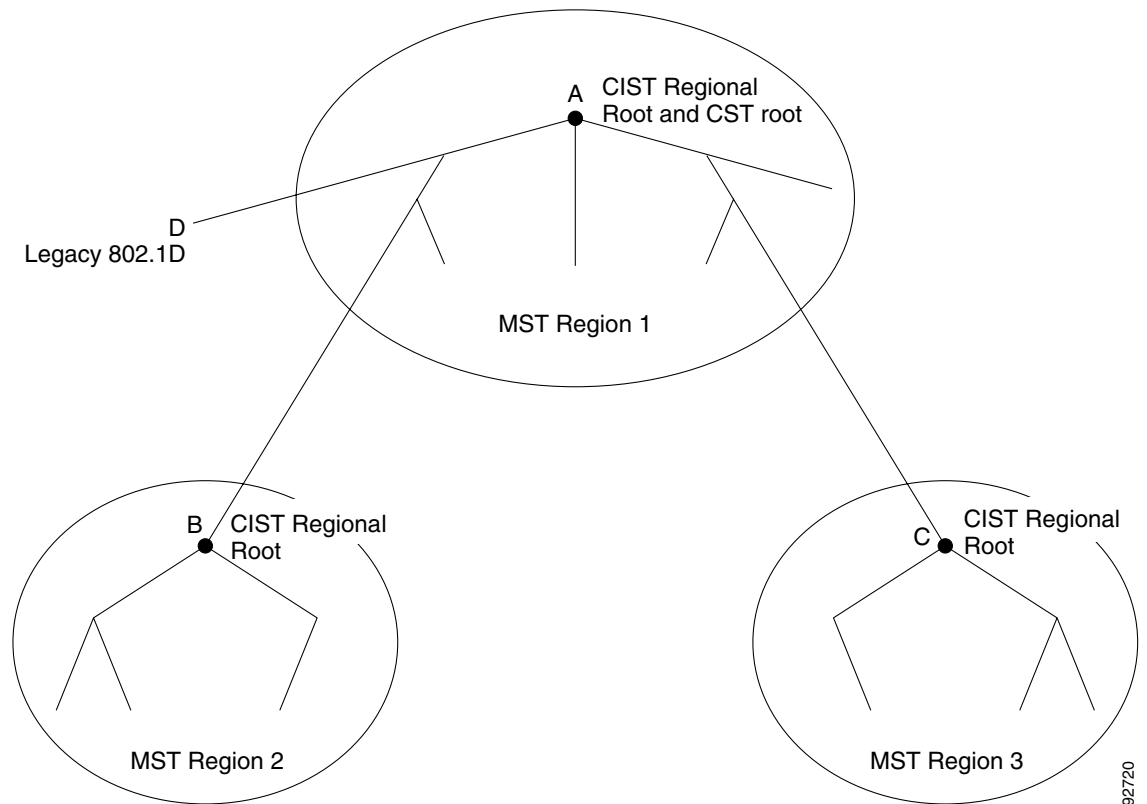 A
CIST Regional
Root and CST root
D
Legacy 802.1D
MST Region 1
B
CIST Regional
Root
C
CIST Regional
Root
MST Region 2
MST Region 3
92720